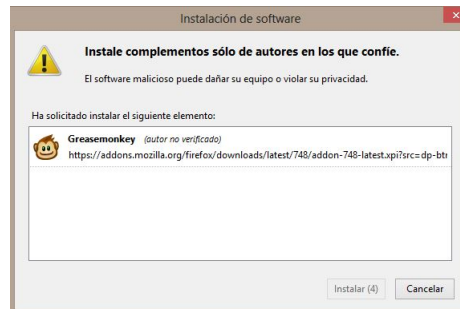 Instalación de software
Instale complementos sólo de autores en los que confíe.
El software malicioso puede dañar su equipo o violar su privacidad.
Ha solicitado instalar el siguiente elemento:
Greasemonkey (autor no verificado)
https://addons.mozilla.org/firefox/downloads/latest/748/addon-748-latest.xpi?src=dp-btn
Instalar (4) Cancelar